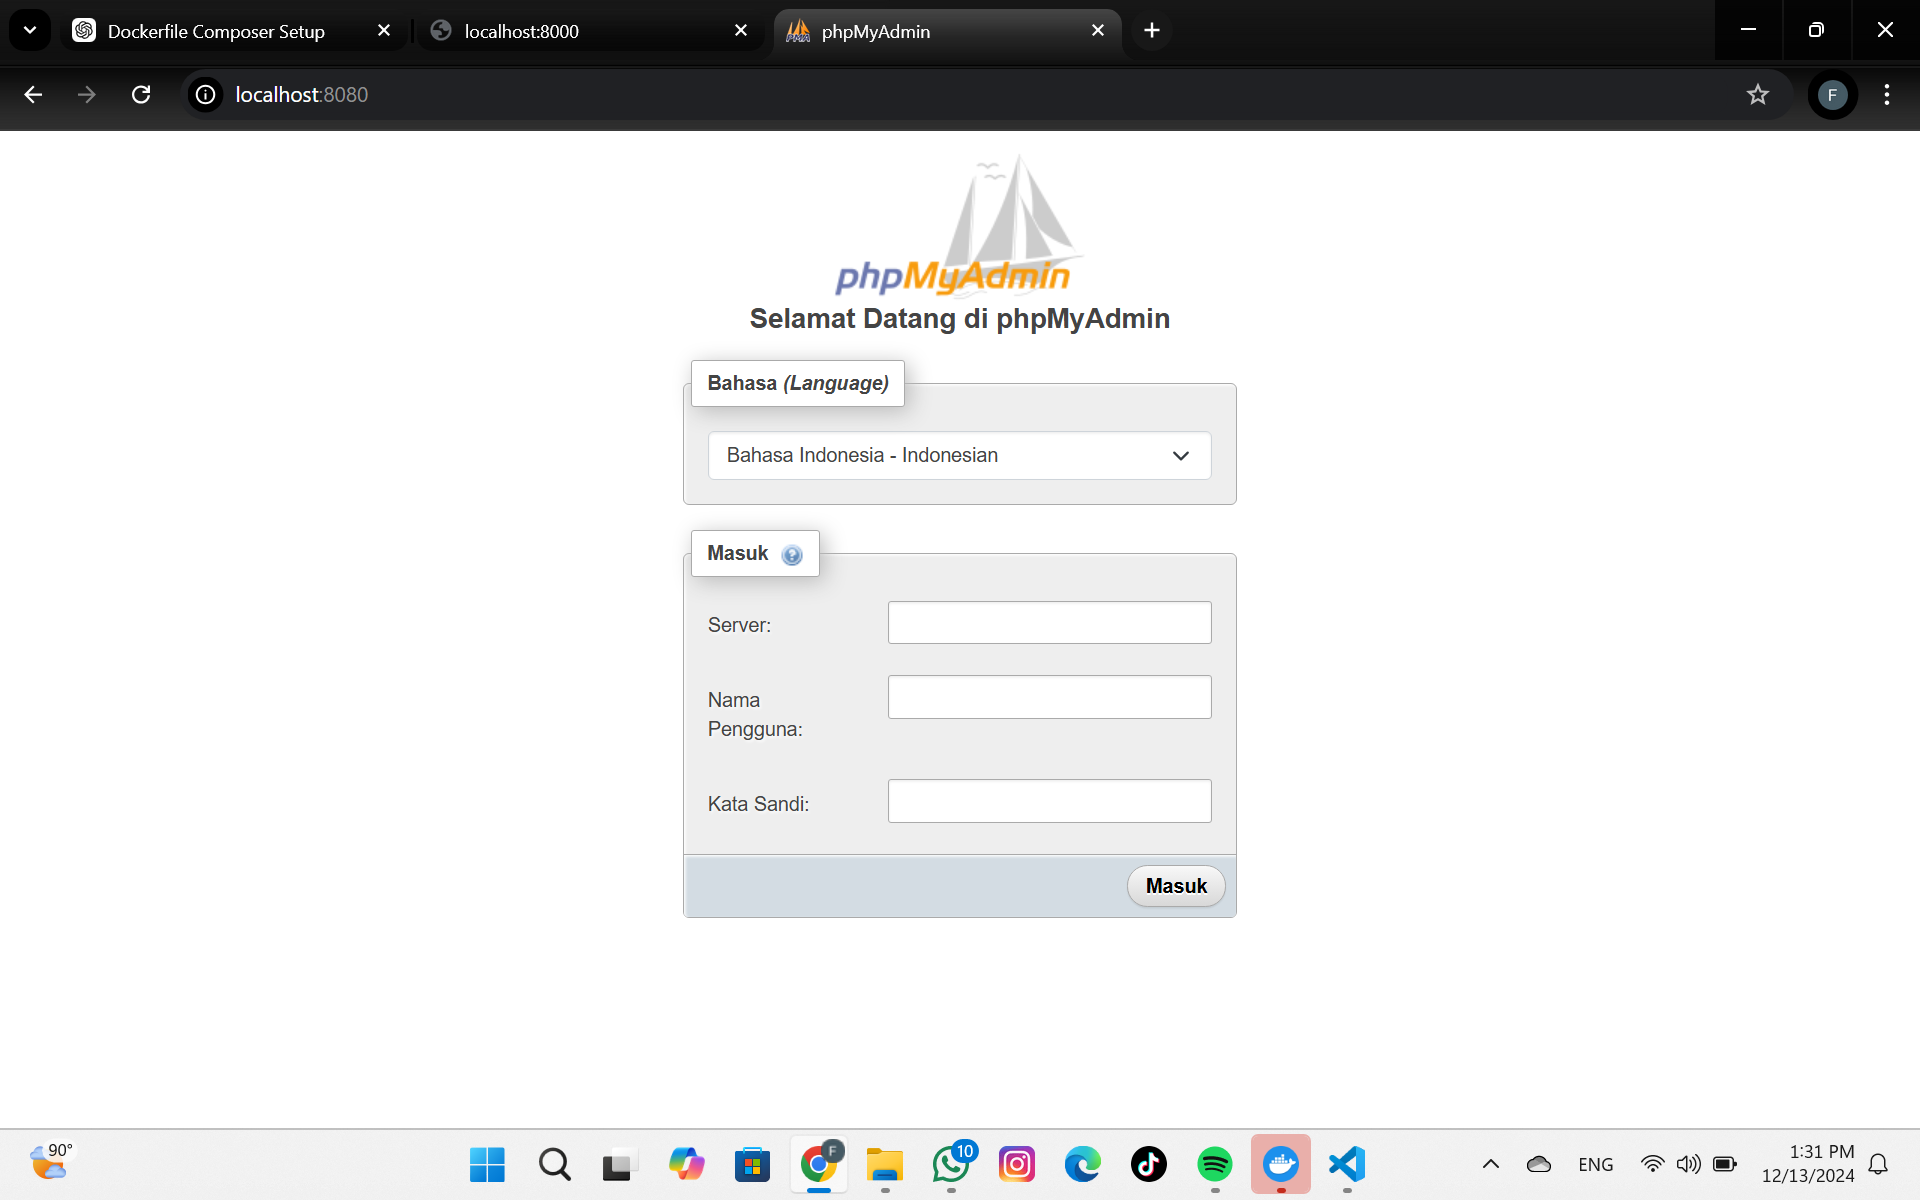 Dockerfile Composer Setup
localhost:8000
phpMyAdmin
localhost:8080
F
phpMyAdmin
Selamat Datang di phpMyAdmin
Bahasa (Language)
Bahasa Indonesia - Indonesian
Masuk
Server:
Nama
Pengguna:
Kata Sandi:
Masuk
90°
F
10
ENG
1:31 PM
12/13/2024